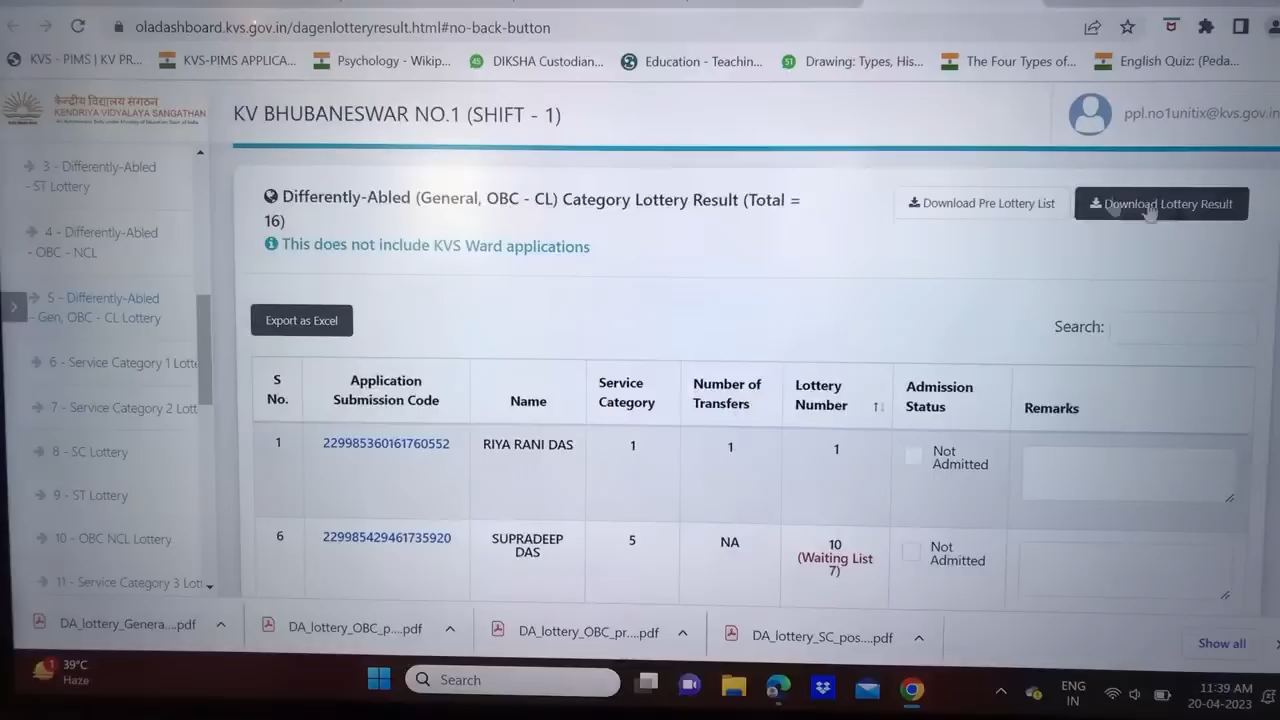 oladashboard.kvs.gov.in/dagenlotteryresult.html#no-back-button
KVS - PIMS | KV PR...
KVS-PIMS APPLICA...
Psychology - Wikip...
DIKSHA Custodian...
Education - Teachin...
Drawing: Types, His...
The Four Types of...
English Quiz: (Peda...
केन्द्रीय विद्यालय संगठन
KENDRIYA VIDYALAYA SANGATHAN
KV BHUBANESWAR NO.1 (SHIFT - 1)
ppl.no1unitix@kvs.gov.in
3 - Differently-Abled
- ST Lottery
4 - Differently-Abled
- OBC - NCL
5 - Differently-Abled
- Gen, OBC - CL Lottery
6 - Service Category 1 Lotte
7 - Service Category 2 Lott
8 - SC Lottery
9 - ST Lottery
10 - OBC NCL Lottery
11 - Service Category 3 Lot
Differently-Abled (General, OBC - CL) Category Lottery Result (Total =
16)
This does not include KVS Ward applications
Download Pre Lottery List
Download Lottery Result
Export as Excel
Search:
S No.
Application Submission Code
Name
Service Category
Number of Transfers
Lottery Number
Admission Status
Remarks
1
229985360161760552
RIYA RANI DAS
1
1
1
Not Admitted
6
229985429461735920
SUPRADEEP DAS
5
NA
10
(Waiting List
7)
Not Admitted
DA_lottery_Genera....pdf
DA_lottery_OBC_p....pdf
DA_lottery_OBC_pr....pdf
DA_lottery_SC_pos....pdf
Show all
1
39°C
Haze
Search
ENG
IN
11:39 AM
20-04-2023